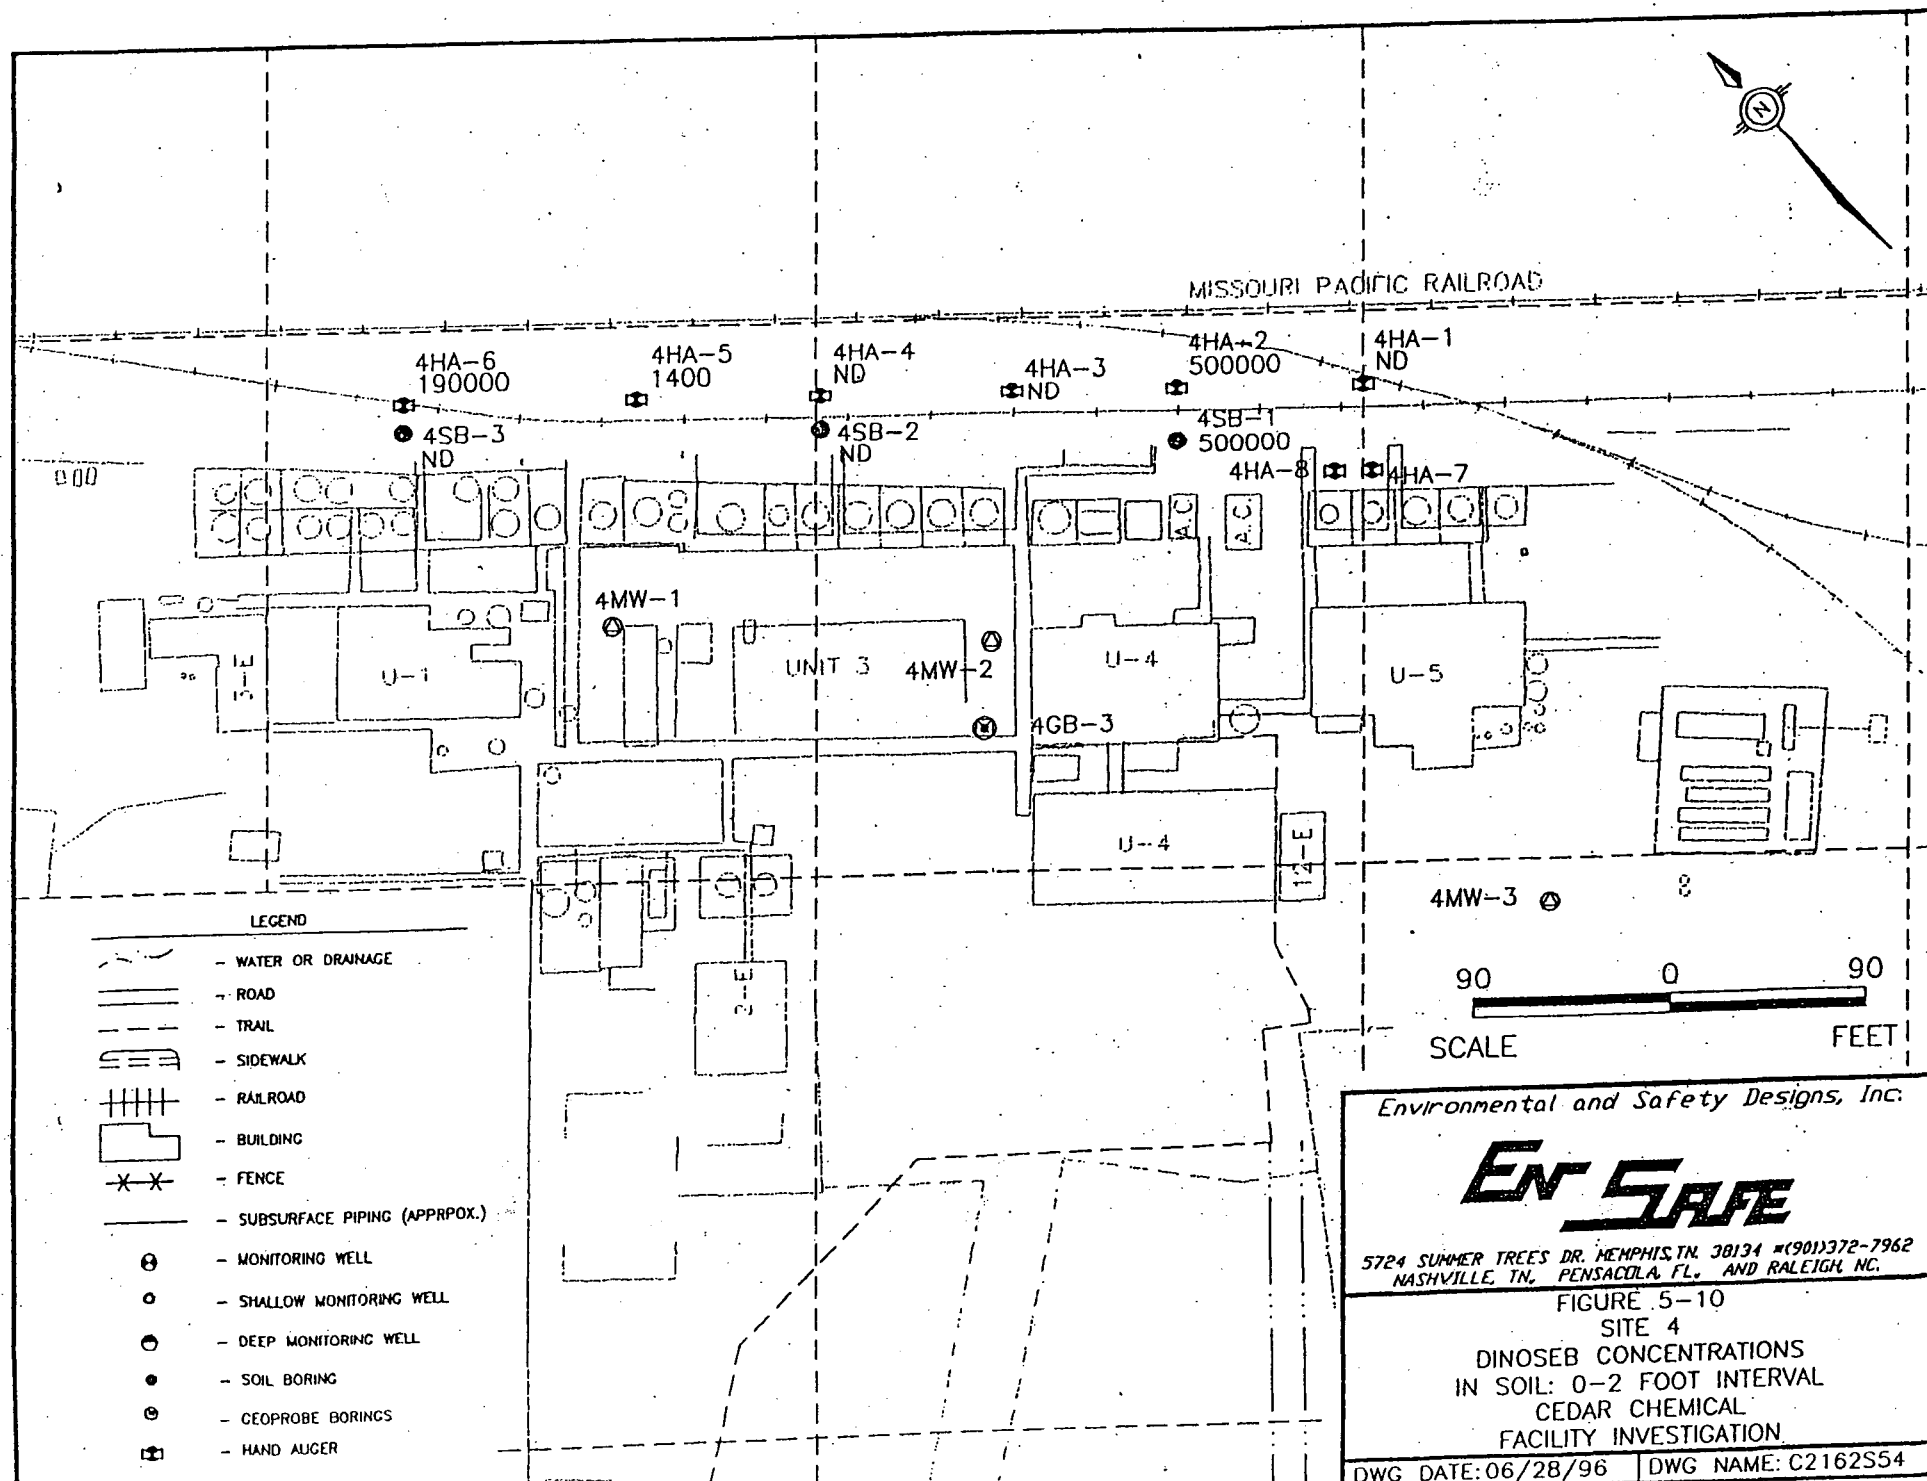 N
MISSOURI PACIFIC RAILROAD
4HA-6
190000
4HA-5
1400
4HA-4
ND
4HA-3
ND
4HA-2
500000
4HA-1
ND
4SB-3
ND
4SB-2
ND
4SB-1
500000
4HA-8
4HA-7
A.C
A.C
4MW-1
3-E
U-1
UNIT 3
4MW-2
U-4
U-5
4GB-3
U-4
12-E
4MW-3
2-E
90 0 90
SCALE FEET
LEGEND
- WATER OR DRAINAGE
- ROAD
- TRAIL
- SIDEWALK
- RAILROAD
- BUILDING
- FENCE
- SUBSURFACE PIPING (APPRPOX.)
- MONITORING WELL
- SHALLOW MONITORING WELL
- DEEP MONITORING WELL
- SOIL BORING
- GEOPROBE BORINGS
- HAND AUGER
Environmental and Safety Designs, Inc.
EN SAFE
5724 SUMMER TREES DR. MEMPHIS, TN. 38134 (901)372-7962
NASHVILLE, TN, PENSACOLA, FL, AND RALEIGH, NC.
FIGURE 5-10
SITE 4
DINOSEB CONCENTRATIONS
IN SOIL: 0-2 FOOT INTERVAL
CEDAR CHEMICAL
FACILITY INVESTIGATION
DWG DATE: 06/28/96 DWG NAME: C2162S54